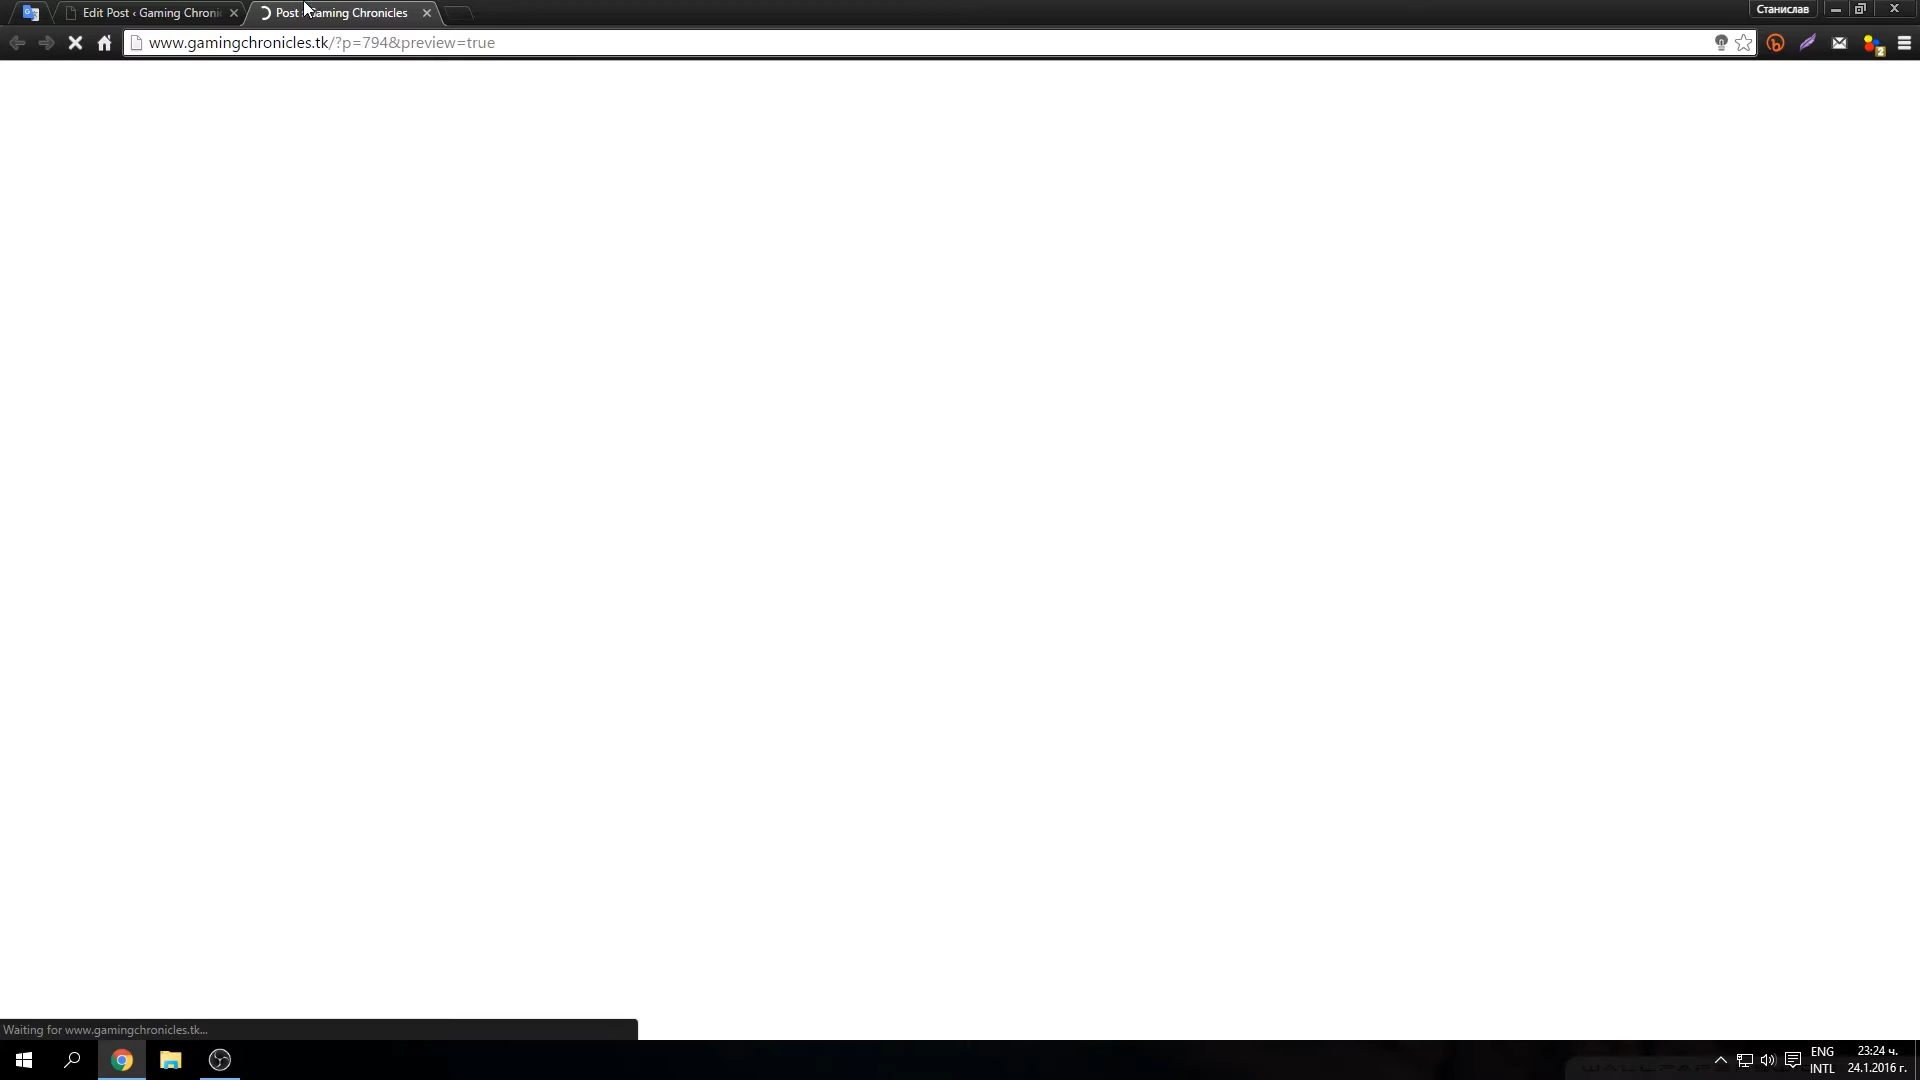 Edit Post ‹ Gaming Chroni
Post Gaming Chronicles
Станислав
www.gamingchronicles.tk/?p=794&preview=true
2
Waiting for www.gamingchronicles.tk...
ENG
INTL
23:24 ч.
24.1.2016 г.